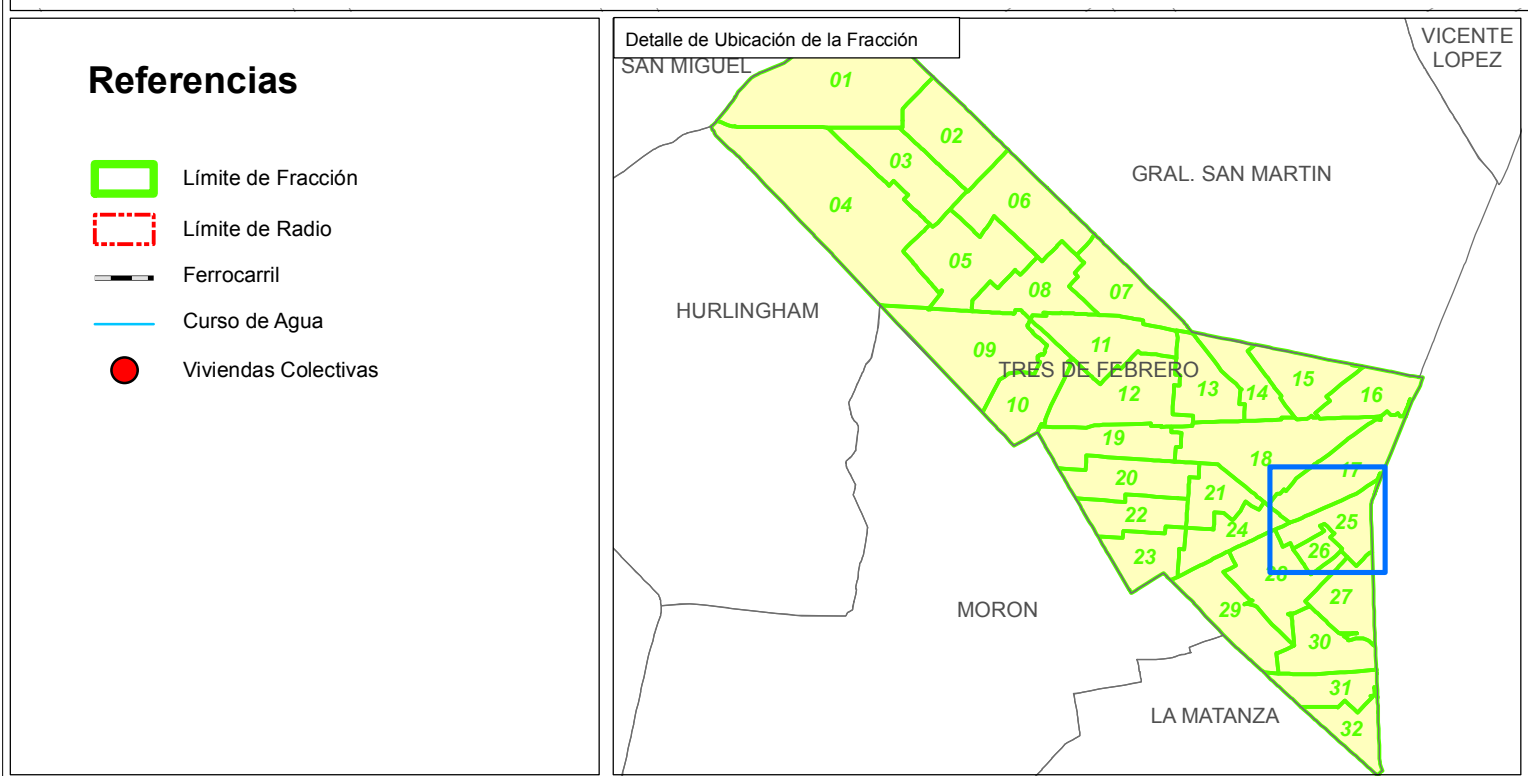 Referencias
Límite de Fracción
Límite de Radio
Ferrocarril
Curso de Agua
Viviendas Colectivas
Detalle de Ubicación de la Fracción
SAN MIGUEL
VICENTE
LOPEZ
GRAL. SAN MARTIN
HURLINGHAM
TRES DE FEBRERO
MORON
LA MATANZA
01
02
03
04
06
05
08
07
09
11
10
12
13
14
15
16
19
18
17
20
21
22
24
25
23
26
28
27
29
30
31
32